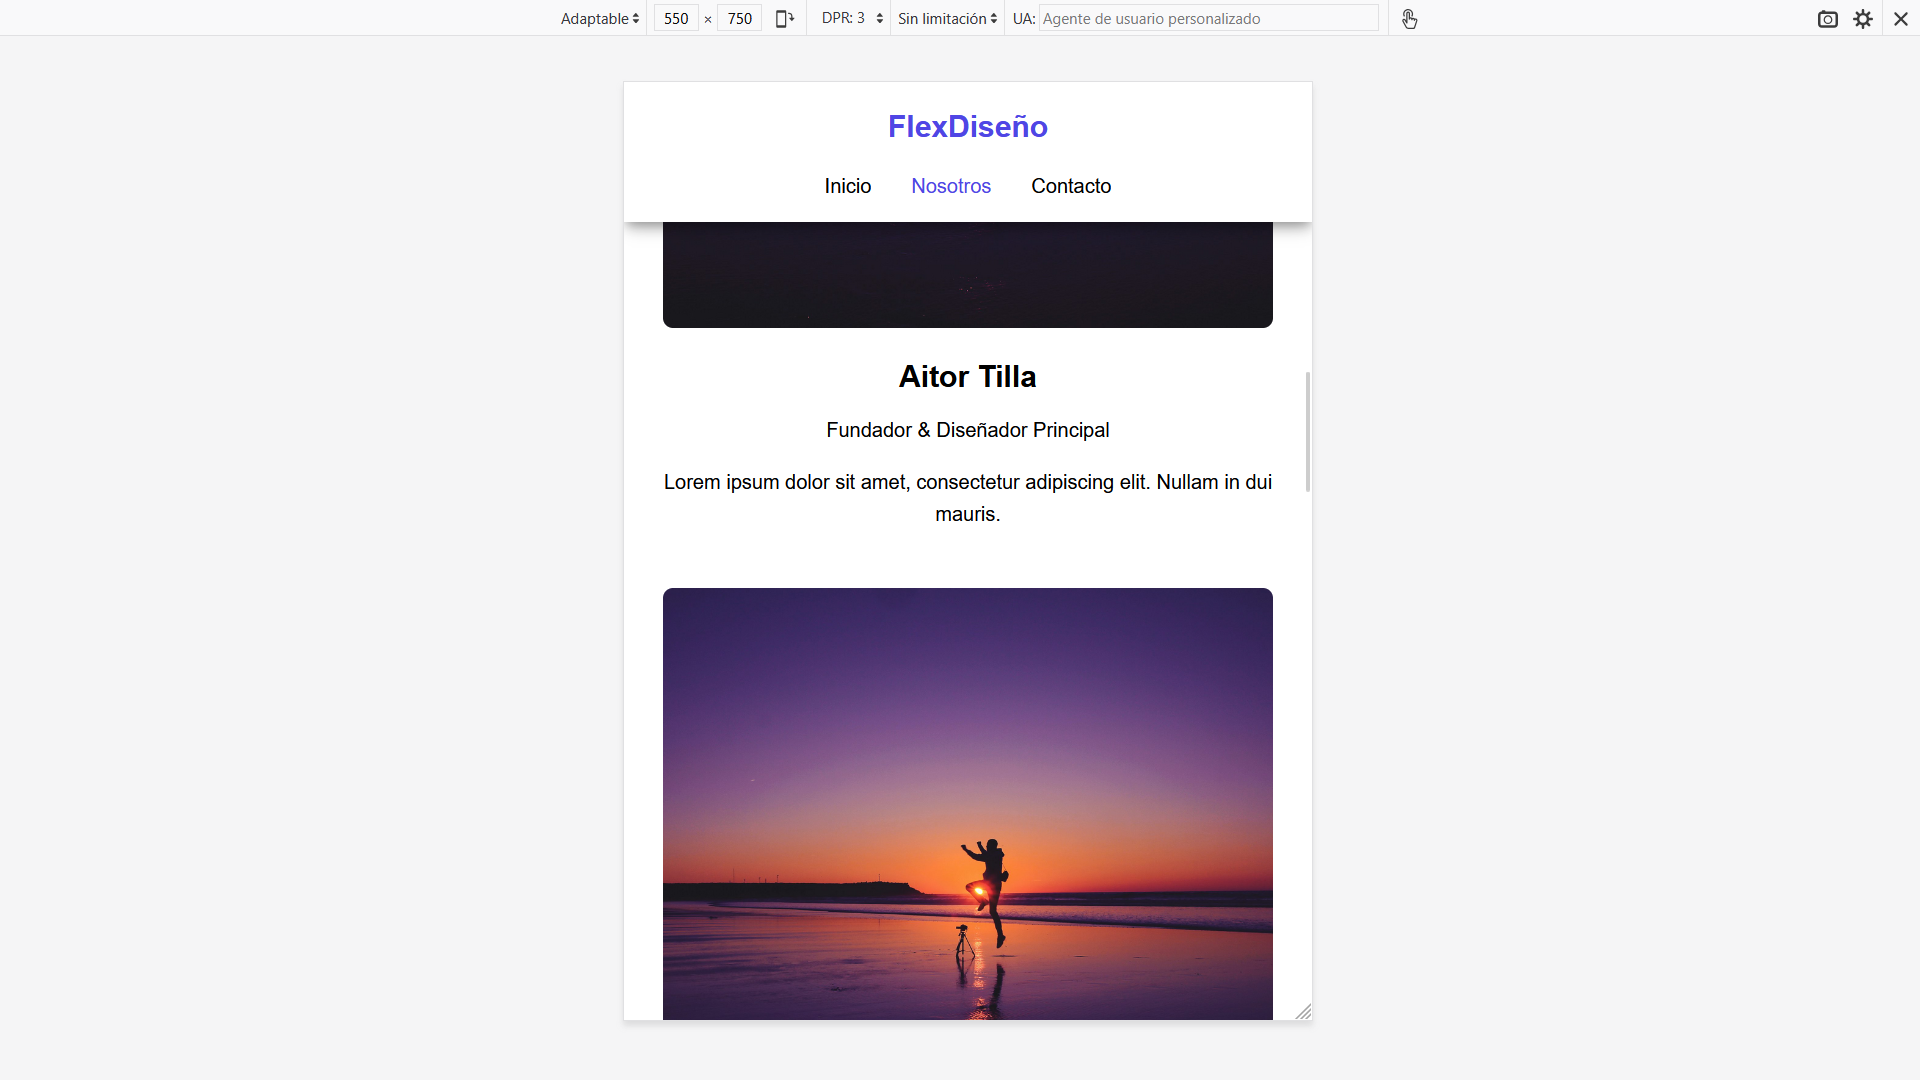 Adaptable 550 × 750 DPR: 3 Sin limitación UA: Agente de usuario personalizado
FlexDiseño
Inicio Nosotros Contacto
Aitor Tilla
Fundador & Diseñador Principal
Lorem ipsum dolor sit amet, consectetur adipiscing elit. Nullam in dui
mauris.